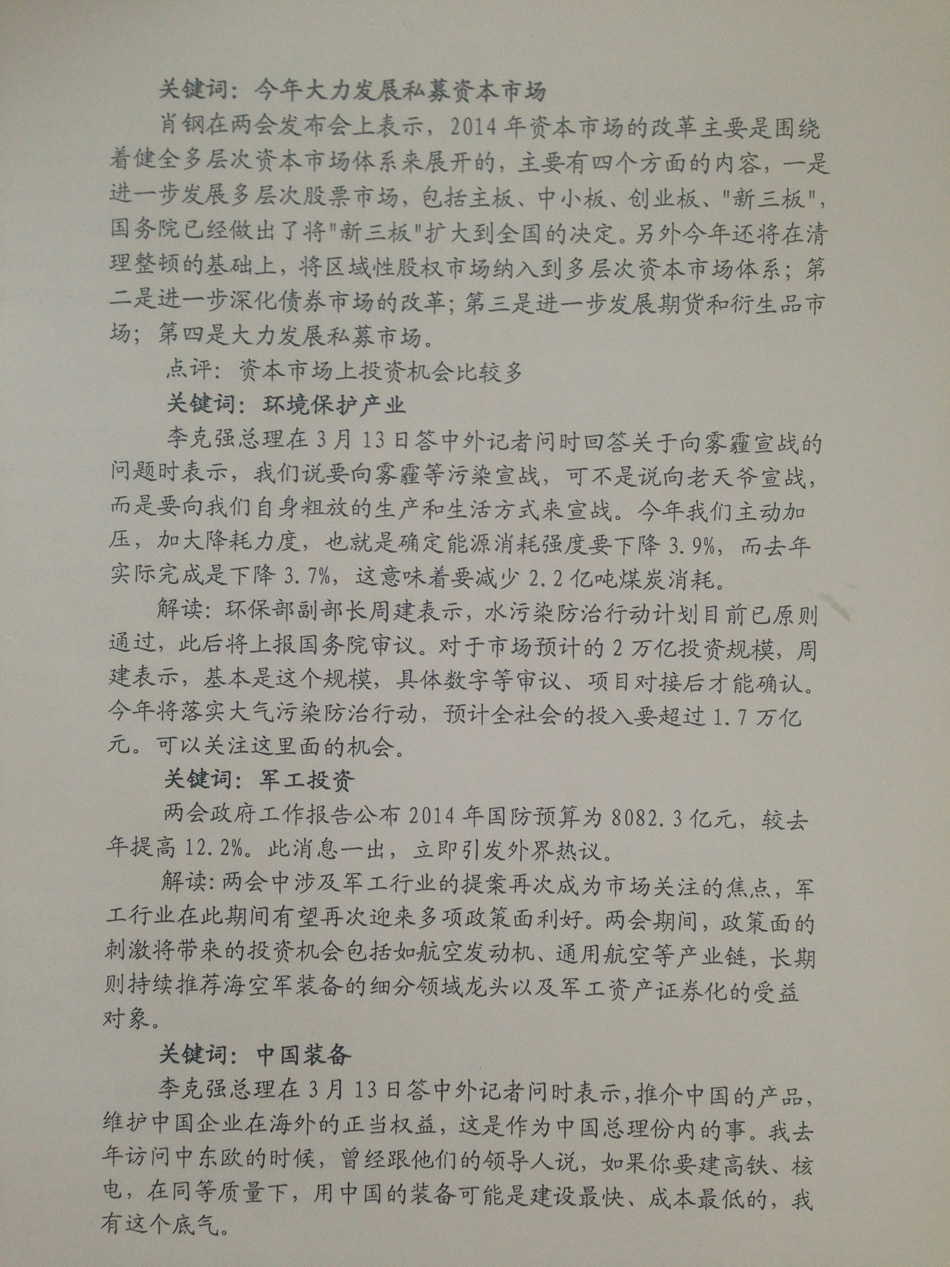 关键词：今年大力发展私募资本市场
肖钢在两会发布会上表示，2014年资本市场的改革主要是围绕
着健全多层次资本市场体系来展开的，主要有四个方面的内容，一是
进一步发展多层次股票市场，包括主板、中小板、创业板、"新三板"，
国务院已经做出了将"新三板"扩大到全国的决定。另外今年还将在清
理整顿的基础上，将区域性股权市场纳入到多层次资本市场体系；第
二是进一步深化债券市场的改革；第三是进一步发展期货和衍生品市
场；第四是大力发展私募市场。
点评：资本市场上投资机会比较多
关键词：环境保护产业
李克强总理在3月13日答中外记者问时回答关于向雾霾宣战的
问题时表示，我们说要向雾霾等污染宣战，可不是说向老天爷宣战，
而是要向我们自身粗放的生产和生活方式来宣战。今年我们主动加
压，加大降耗力度，也就是确定能源消耗强度要下降3.9%，而去年
实际完成是下降3.7%，这意味着要减少2.2亿吨煤炭消耗。
解读：环保部副部长周建表示，水污染防治行动计划目前已原则
通过，此后将上报国务院审议。对于市场预计的2万亿投资规模，周
建表示，基本是这个规模，具体数字等审议、项目对接后才能确认。
今年将落实大气污染防治行动，预计全社会的投入要超过1.7万亿
元。可以关注这里面的机会。
关键词：军工投资
两会政府工作报告公布2014年国防预算为8082.3亿元，较去
年提高12.2%。此消息一出，立即引发外界热议。
解读：两会中涉及军工行业的提案再次成为市场关注的焦点，军
工行业在此期间有望再次迎来多项政策面利好。两会期间，政策面的
刺激将带来的投资机会包括如航空发动机、通用航空等产业链，长期
则持续推荐海空军装备的细分领域龙头以及军工资产证券化的受益
对象。
关键词：中国装备
李克强总理在3月13日答中外记者问时表示，推介中国的产品，
维护中国企业在海外的正当权益，这是作为中国总理份内的事。我去
年访问中东欧的时候，曾经跟他们的领导人说，如果你要建高铁、核
电，在同等质量下，用中国的装备可能是建设最快、成本最低的，我
有这个底气。